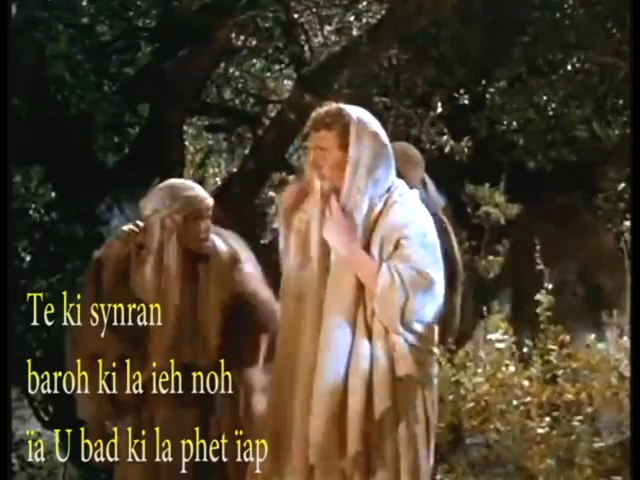 Te ki synran
baroh ki la ieh noh
ïa U bad ki la phet ïap